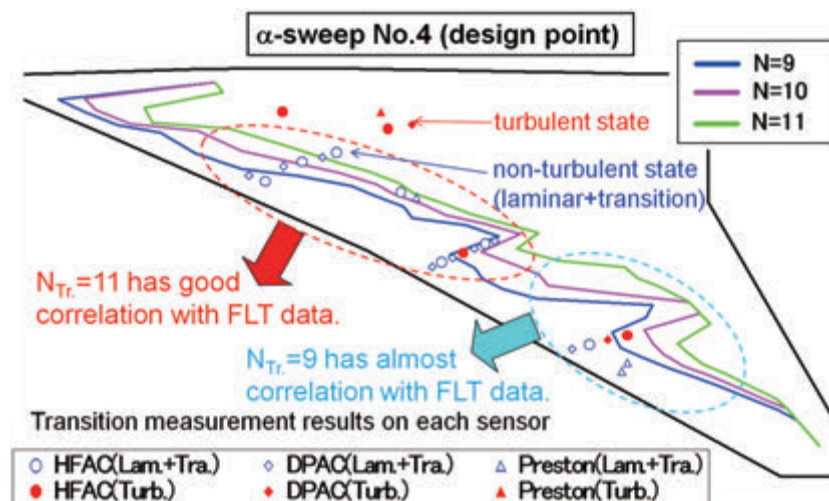 α-sweep No.4 (design point)
N=9
N=10
N=11
turbulent state
non-turbulent state
(laminar+transition)
N_Tr.=11 has good
correlation with FLT data.
N_Tr.=9 has almost
correlation with FLT data.
Transition measurement results on each sensor
HFAC(Lam.+Tra.) DPAC(Lam.+Tra.) Preston(Lam.+Tra.)
HFAC(Turb.) DPAC(Turb.) Preston(Turb.)